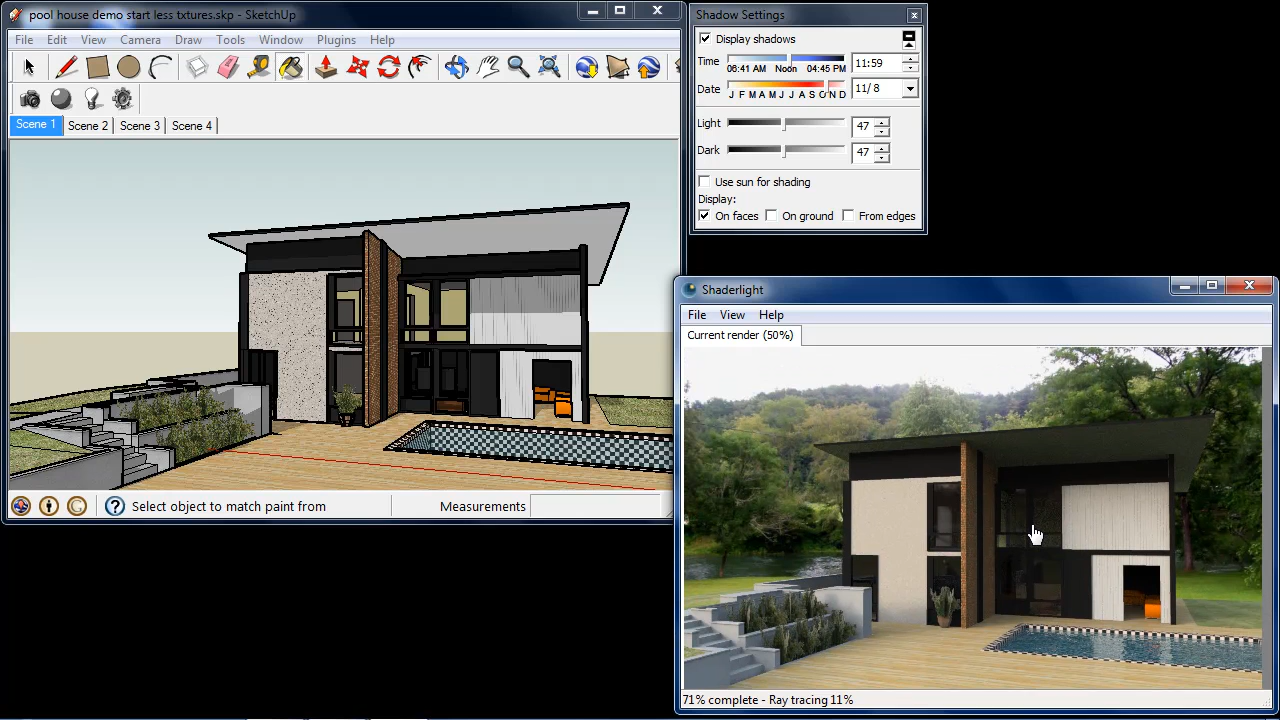 pool house demo start less txtures.skp - SketchUp
File Edit View Camera Draw Tools Window Plugins Help
Scene 1 Scene 2 Scene 3 Scene 4
Select object to match paint from Measurements
Shadow Settings
Display shadows
Time 06:41 AM Noon 04:45 PM 11:59
Date J F M A M J J A S O N D 11/ 8
Light 47
Dark 47
Use sun for shading
Display:
On faces On ground From edges
Shaderlight
File View Help
Current render (50%)
71% complete - Ray tracing 11%